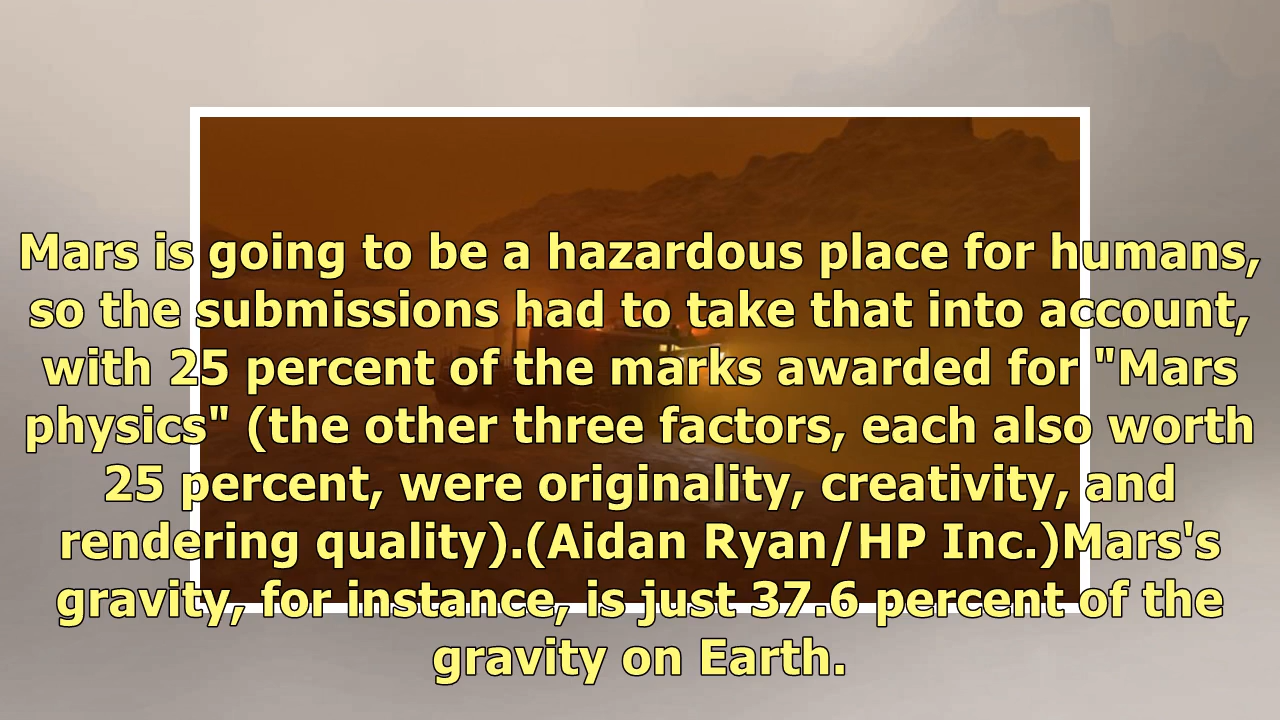 Mars is going to be a hazardous place for humans,
so the submissions had to take that into account,
with 25 percent of the marks awarded for "Mars
physics" (the other three factors, each also worth
25 percent, were originality, creativity, and
rendering quality).(Aidan Ryan/HP Inc.)Mars's
gravity, for instance, is just 37.6 percent of the
gravity on Earth.